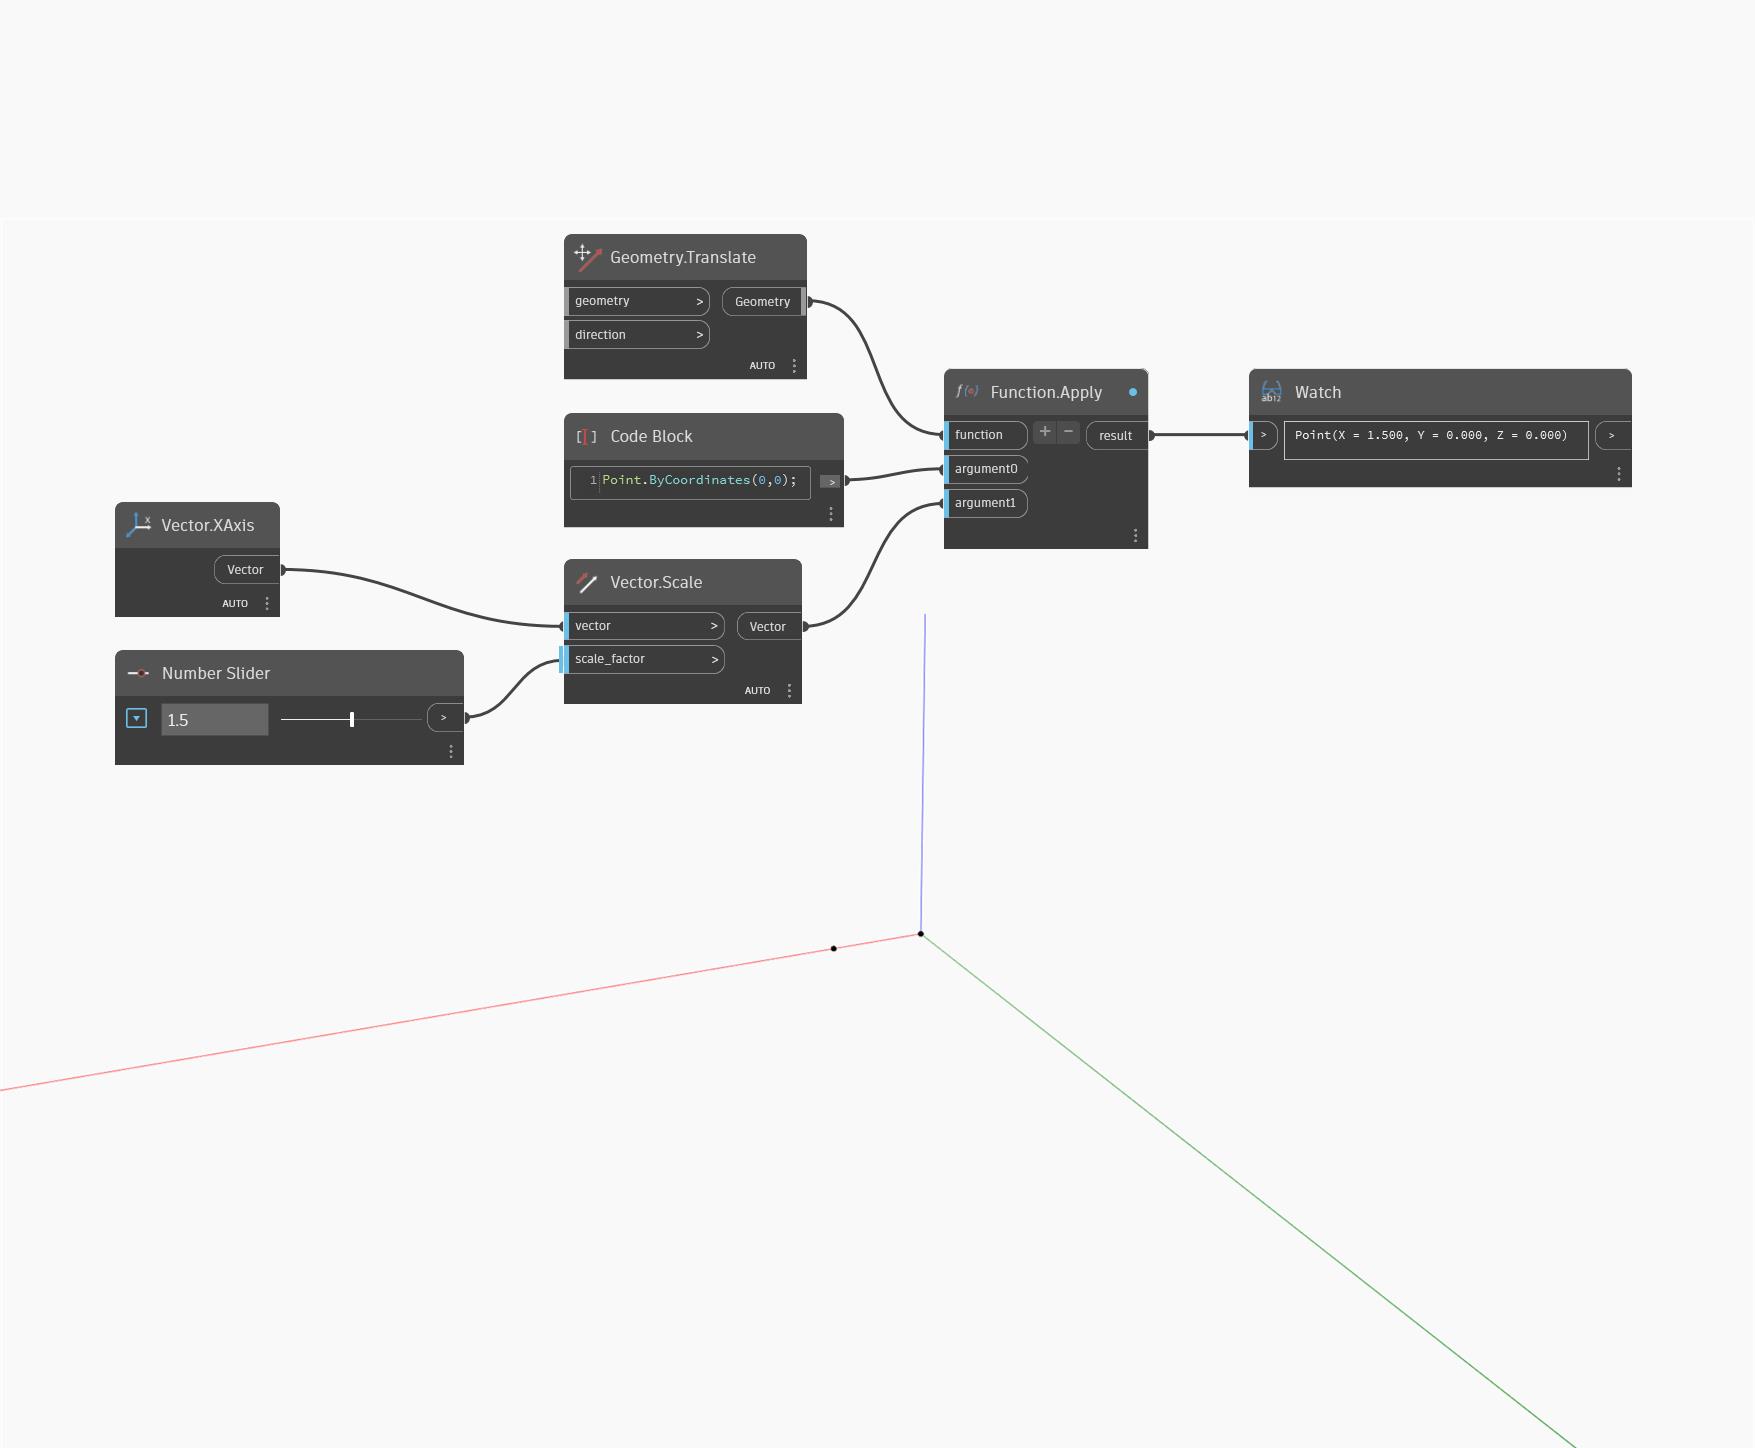 Geometry.Translate
geometry >
Geometry
direction >
AUTO
Code Block
1 Point.ByCoordinates(0,0);
>
Vector.XAxis
Vector
AUTO
Number Slider
1.5
>
Vector.Scale
vector >
Vector
scale_factor >
AUTO
Function.Apply
function
+ −
result
argument0
argument1
Watch
>
Point(X = 1.500, Y = 0.000, Z = 0.000)
>